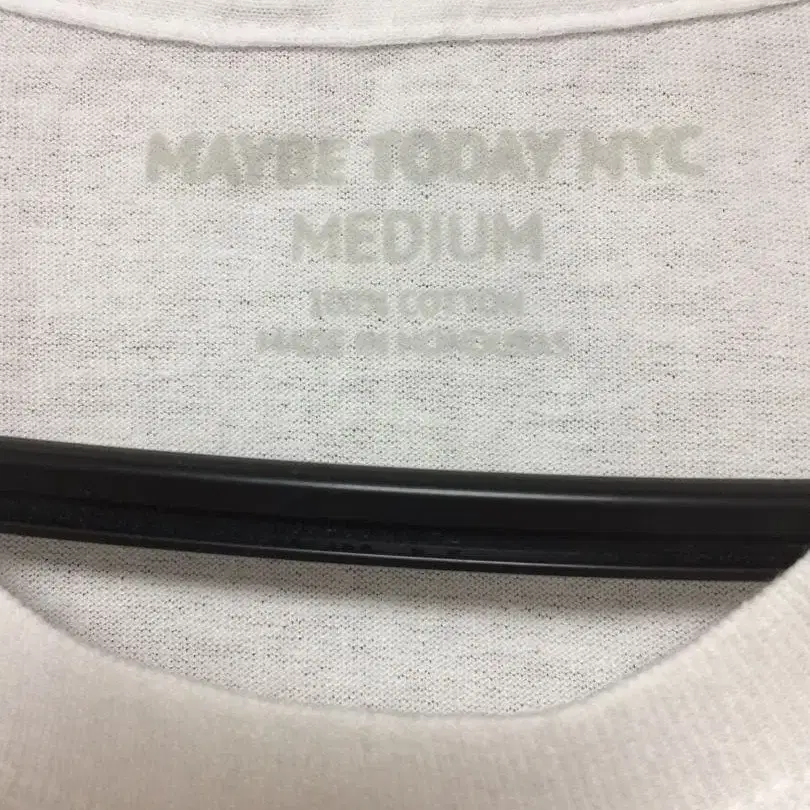 MAYBE TODAY NYC
MEDIUM
100% COTTON
MADE IN HONDURAS